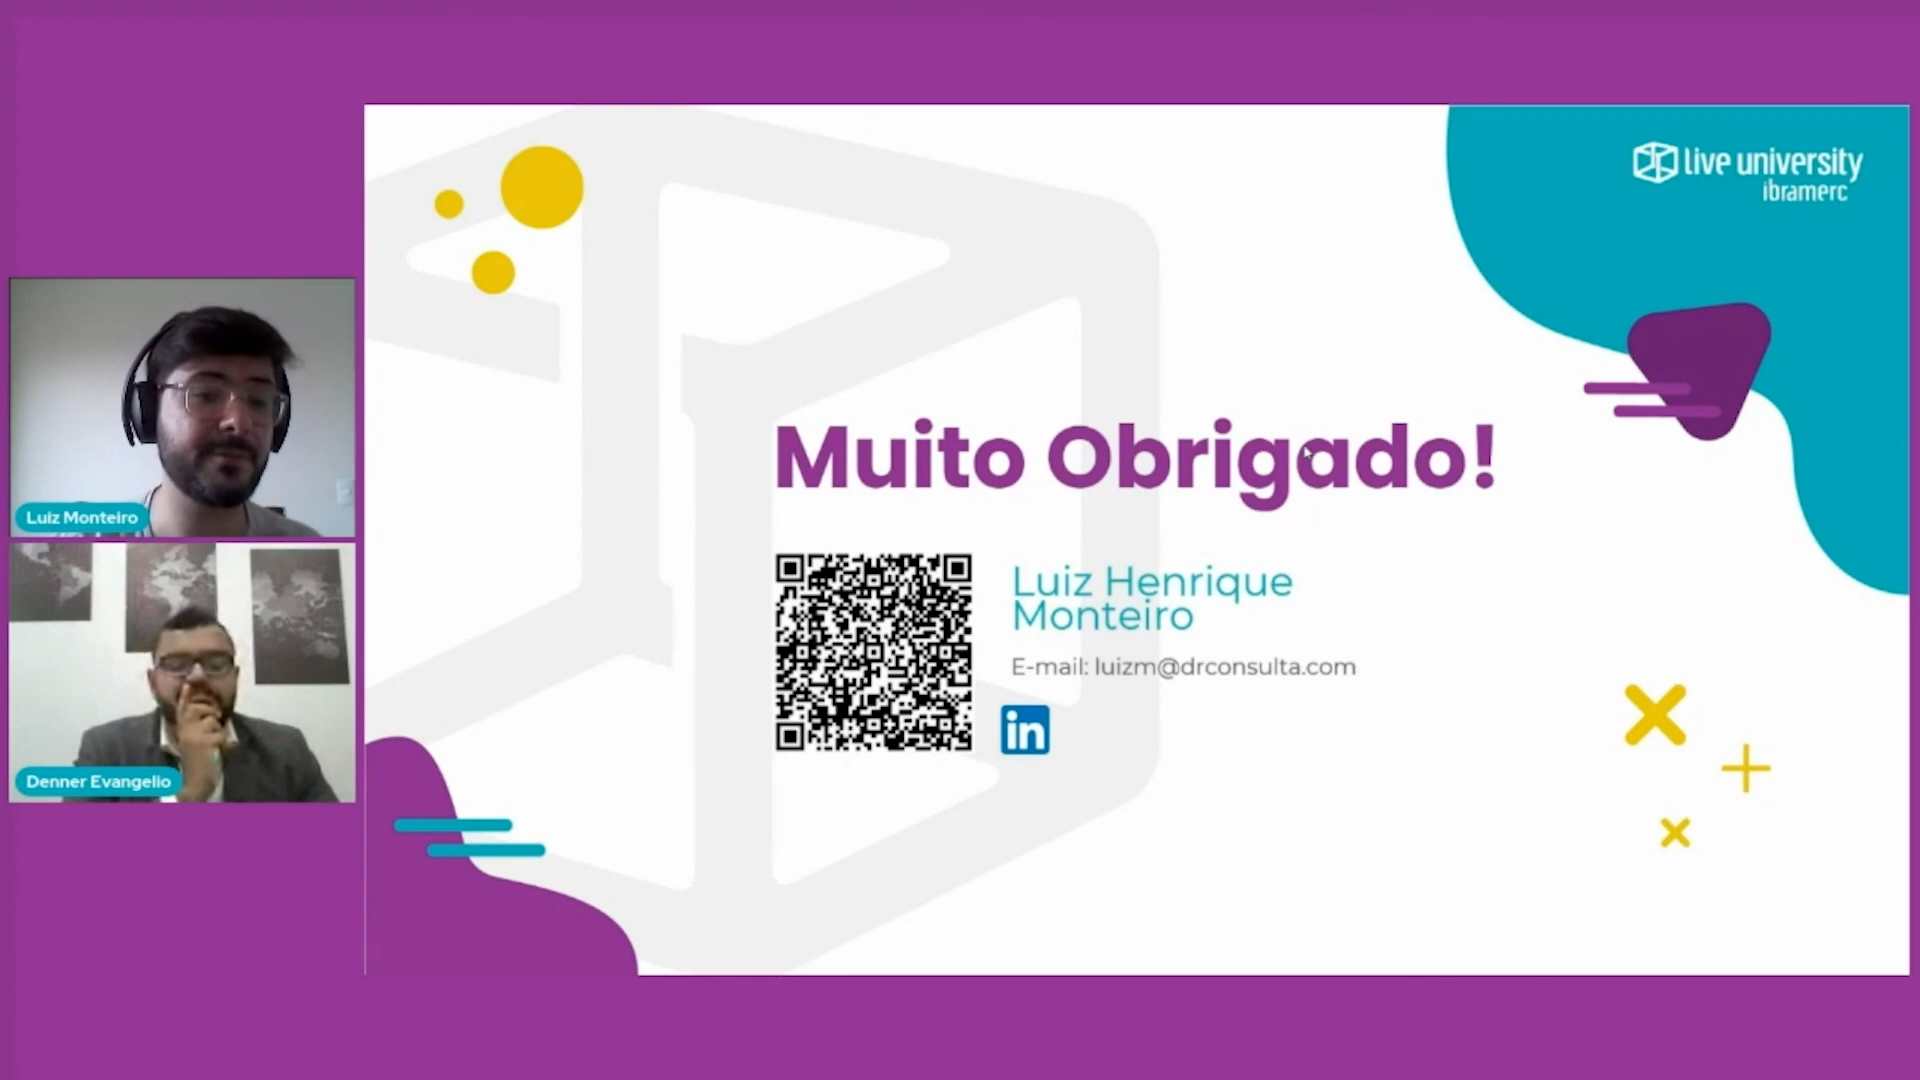 live university
ibramerc
Muito Obrigado!
Luiz Henrique
Monteiro
E-mail: luizm@drconsulta.com
in
Luiz Monteiro
Denner Evangelio